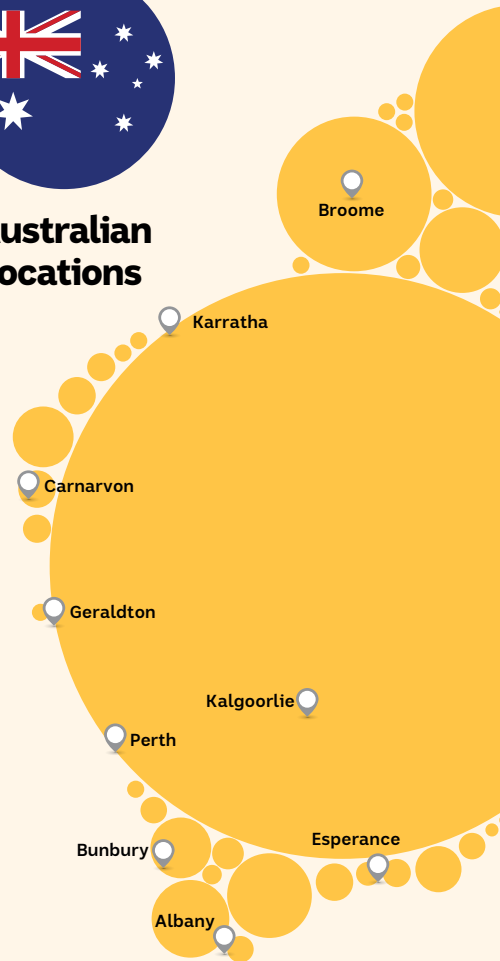 ustralian
ocations
Broome
Karratha
Carnarvon
Geraldton
Kalgoorlie
Perth
Esperance
Bunbury
Albany